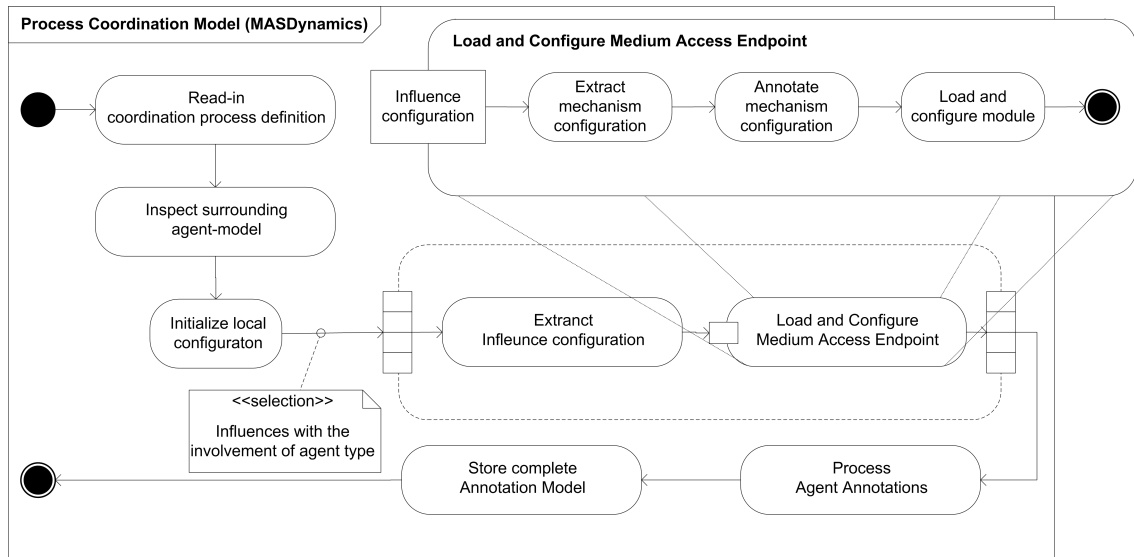 Process Coordination Model (MASDynamics)
Load and Configure Medium Access Endpoint
Influence
configuration
Extract
mechanism
configuration
Annotate
mechanism
configuration
Load and
configure module
Read-in
coordination process definition
Inspect surrounding
agent-model
Initialize local
configuraton
Extranct
Infleunce configuration
Load and Configure
Medium Access Endpoint
<<selection>>
Influences with the
involvement of agent type
Store complete
Annotation Model
Process
Agent Annotations